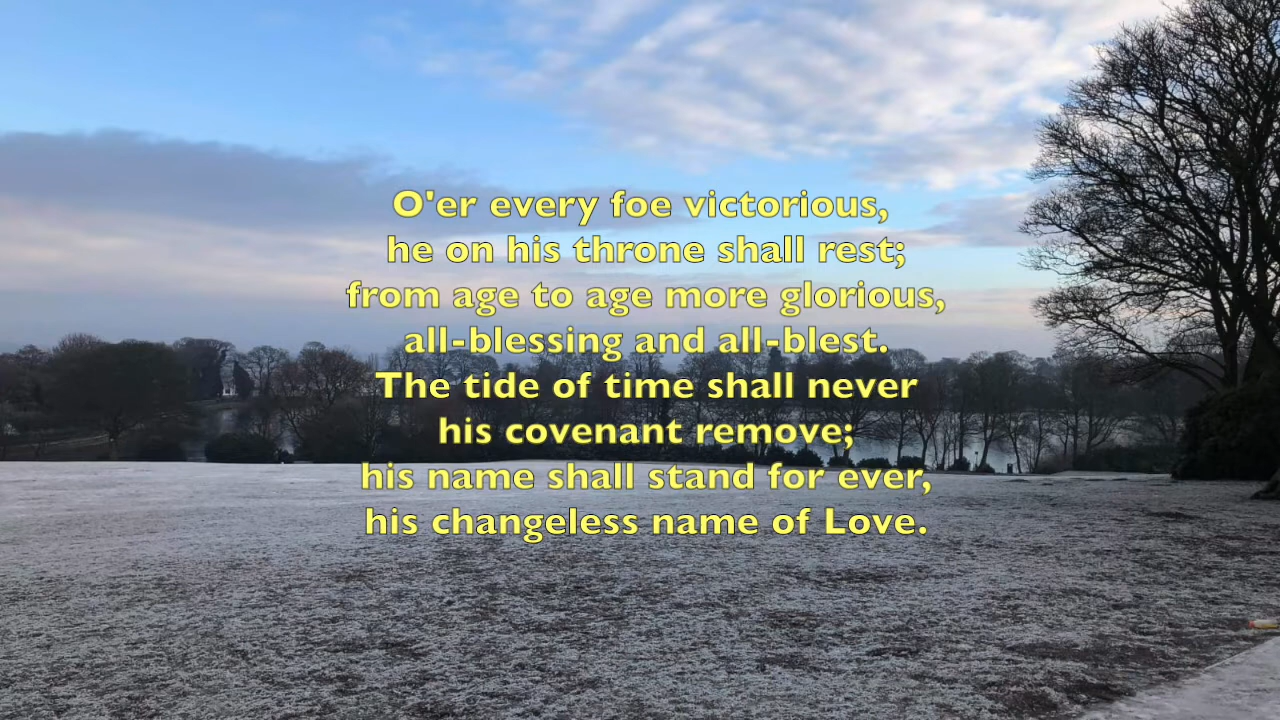 O'er every foe victorious,
he on his throne shall rest;
from age to age more glorious,
all-blessing and all-blest.
The tide of time shall never
his covenant remove;
his name shall stand for ever,
his changeless name of Love.